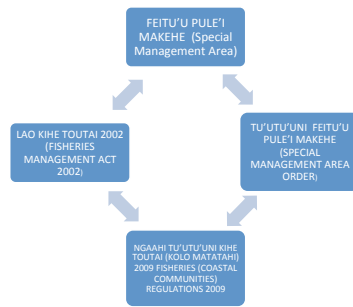 FEITU'U PULE'I
MAKEHE (Special
Management Area)
LAO KIHE TOUTAI 2002
(FISHERIES
MANAGEMENT ACT
2002)
TU'UTU'UNI FEITU'U
PULE'I MAKEHE
(SPECIAL
MANAGEMENT AREA
ORDER)
NGAAHI TU'UTU'UNI KIHE
TOUTAI (KOLO MATATAHI)
2009 FISHERIES (COASTAL
COMMUNITIES)
REGULATIONS 2009